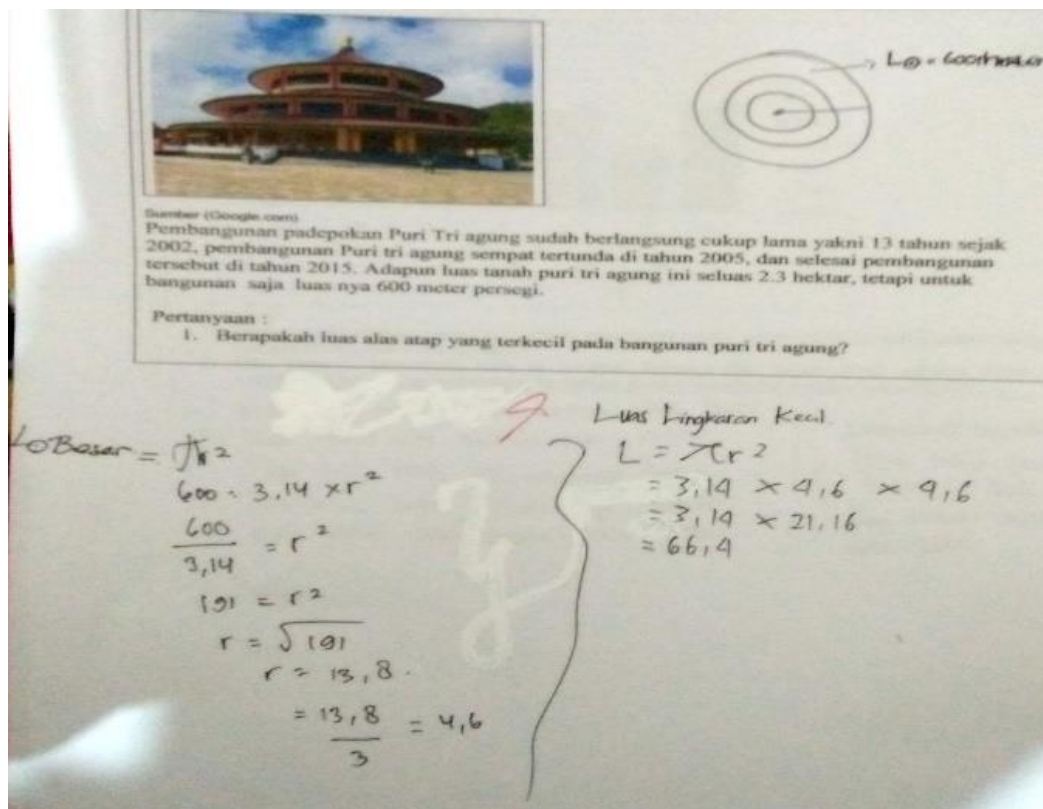 Sumber (Google.com)
Pembangunan padepokan Puri Tri agung sudah berlangsung cukup lama yakni 13 tahun sejak
2002, pembangunan Puri tri agung sempat tertunda di tahun 2005, dan selesai pembangunan
tersebut di tahun 2015. Adapun luas tanah puri tri agung ini seluas 2.3 hektar, tetapi untuk
bangunan saja luas nya 600 meter persegi.
Pertanyaan :
1. Berapakah luas alas atap yang terkecil pada bangunan puri tri agung?
Besar = πr²
600 = 3,14 × r²
600/3,14 = r²
191 = r²
r = √191
r = 13,8.
= 13,8/3 = 4,6
Luas Lingkaran Kecil.
L = πr²
= 3,14 × 4,6 × 4,6
= 3,14 × 21,16
= 66,4